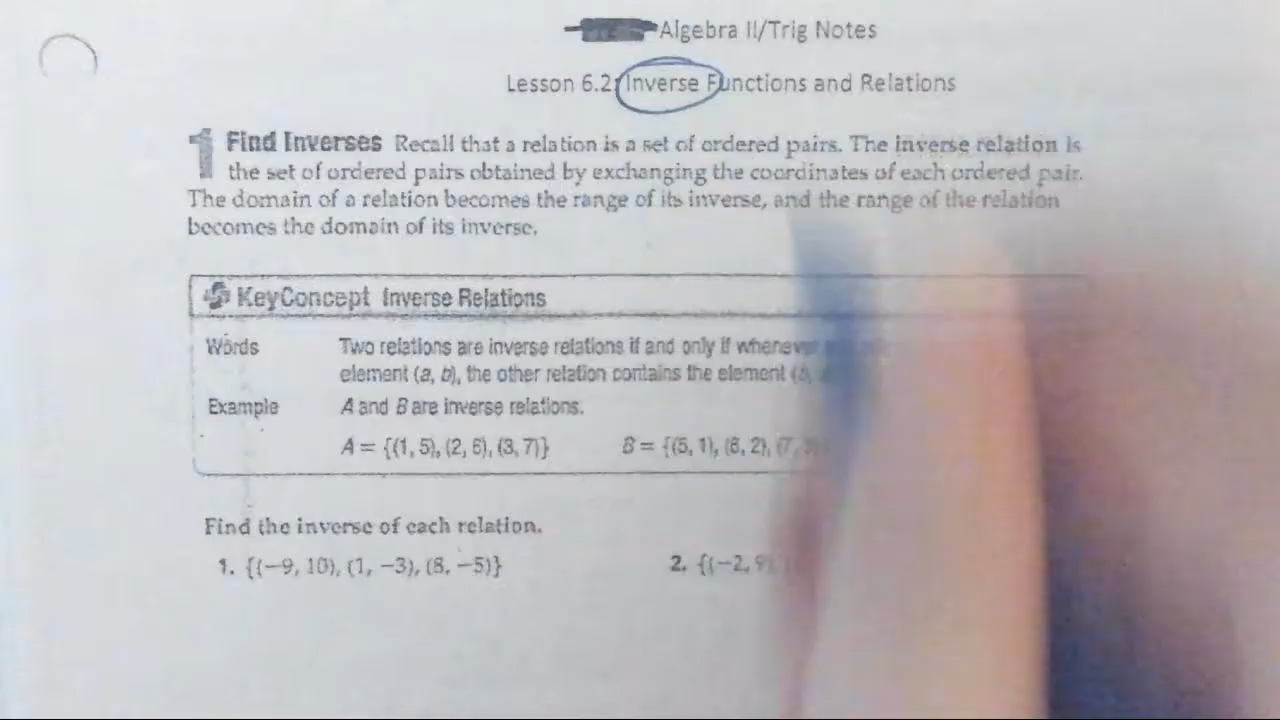 Algebra II/Trig Notes
Lesson 6.2: Inverse Functions and Relations
1 Find Inverses Recall that a relation is a set of ordered pairs. The inverse relation is
the set of ordered pairs obtained by exchanging the coordinates of each ordered pair.
The domain of a relation becomes the range of its inverse, and the range of the relation
becomes the domain of its inverse.
KeyConcept Inverse Relations
Words Two relations are inverse relations if and only if whenever
element (a, b), the other relation contains the element
Example A and B are inverse relations.
A = {(1, 5), (2, 6), (3, 7)} B = {(5, 1), (6, 2), (7,
Find the inverse of each relation.
1. {(−9, 10), (1, −3), (8, −5)} 2. {(−2, 9)